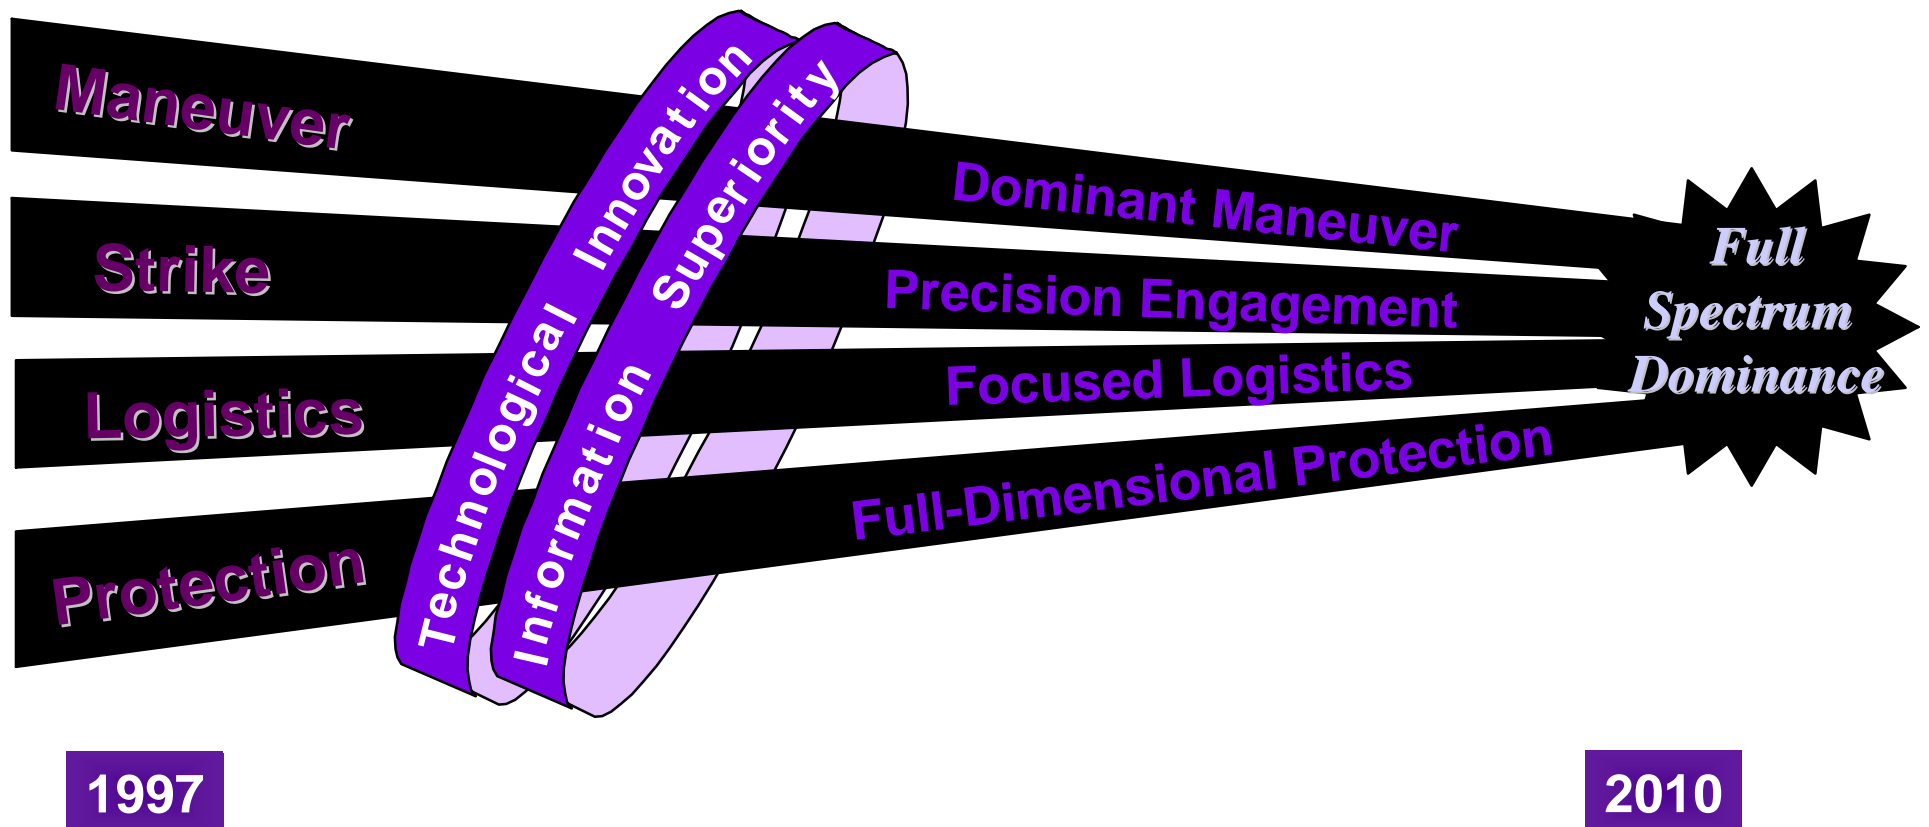 Maneuver
Strike
Logistics
Protection
Technological Innovation
Information Superiority
Dominant Maneuver
Precision Engagement
Focused Logistics
Full-Dimensional Protection
Full
Spectrum
Dominance
1997
2010